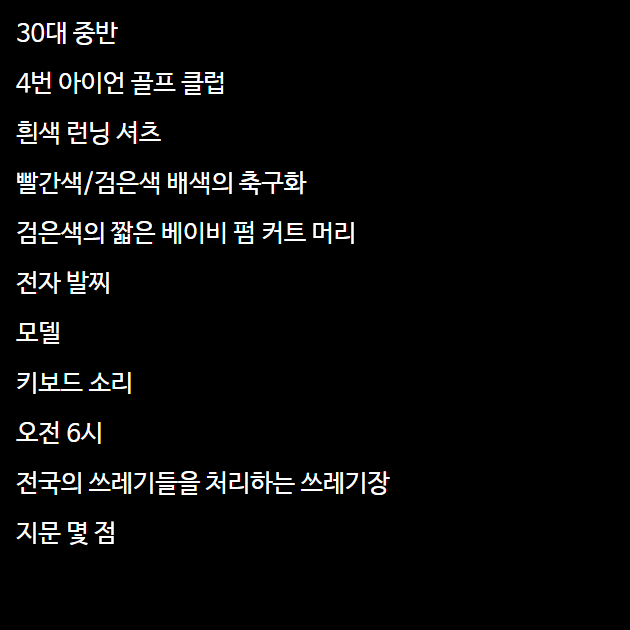 30대 중반
4번 아이언 골프 클럽
흰색 런닝 셔츠
빨간색/검은색 배색의 축구화
검은색의 짧은 베이비 펌 커트 머리
전자 발찌
모델
키보드 소리
오전 6시
전국의 쓰레기들을 처리하는 쓰레기장
지문 몇 점